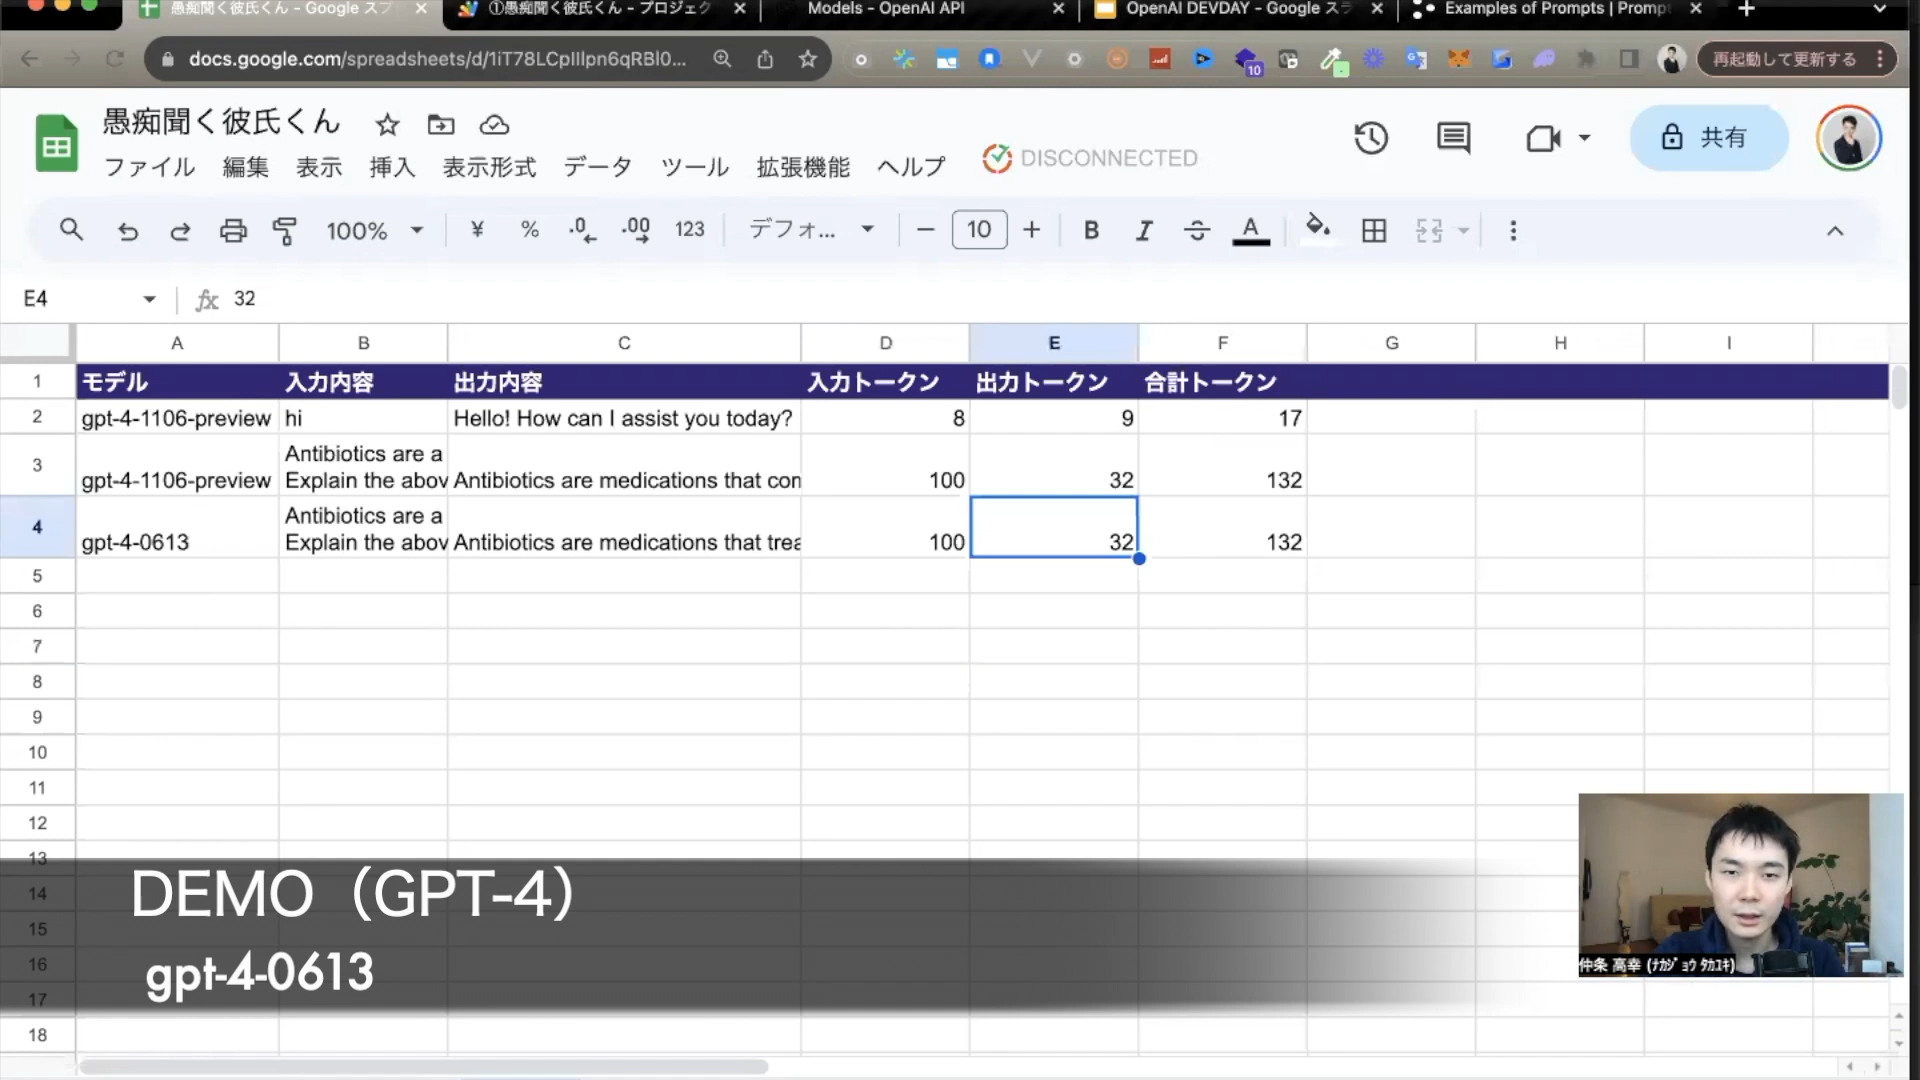 愚痴聞く彼氏くん - Google スプ
①愚痴聞く彼氏くん - プロジェク
Models - OpenAI API
OpenAI DEVDAY - Google スラ
Examples of Prompts | Promp
docs.google.com/spreadsheets/d/1iT78LCpIIlpn6qRBl0...
10
再起動して更新する
愚痴聞く彼氏くん
ファイル 編集 表示 挿入 表示形式 データ ツール 拡張機能 ヘルプ
DISCONNECTED
共有
100% ¥ % .0 .00 123 デフォ... 10 B I A
E4 fx 32
A B C D E F G H I
1 モデル 入力内容 出力内容 入力トークン 出力トークン 合計トークン
2 gpt-4-1106-preview hi Hello! How can I assist you today? 8 9 17
Antibiotics are a
3 gpt-4-1106-preview Explain the abov Antibiotics are medications that con 100 32 132
Antibiotics are a
4 gpt-4-0613 Explain the abov Antibiotics are medications that trea 100 32 132
5
6
7
8
9
10
11
12
13
14
15
16
17
18
DEMO（GPT-4）
gpt-4-0613
仲条 高幸 (ﾅｶｼﾞｮｳ ﾀｶﾕｷ)